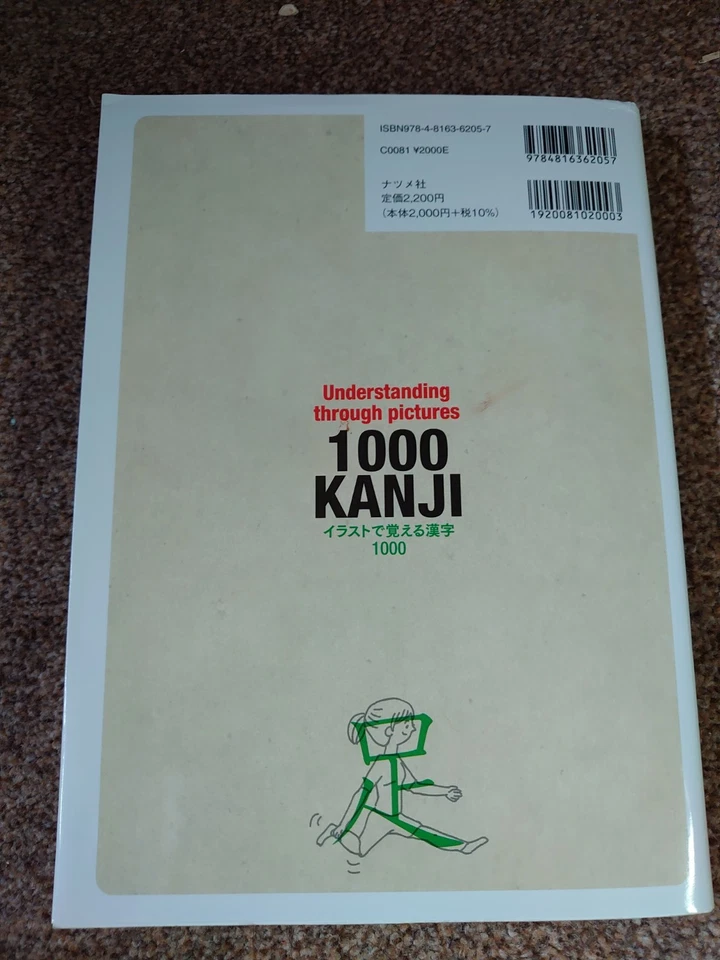 ISBN978-4-8163-6205-7
C0081 ¥2000E
ナツメ社
定価2,200円
(本体2,000円+税10%)
9784816362057
1920081020003
Understanding
through pictures
1000
KANJI
イラストで覚える漢字
1000
足